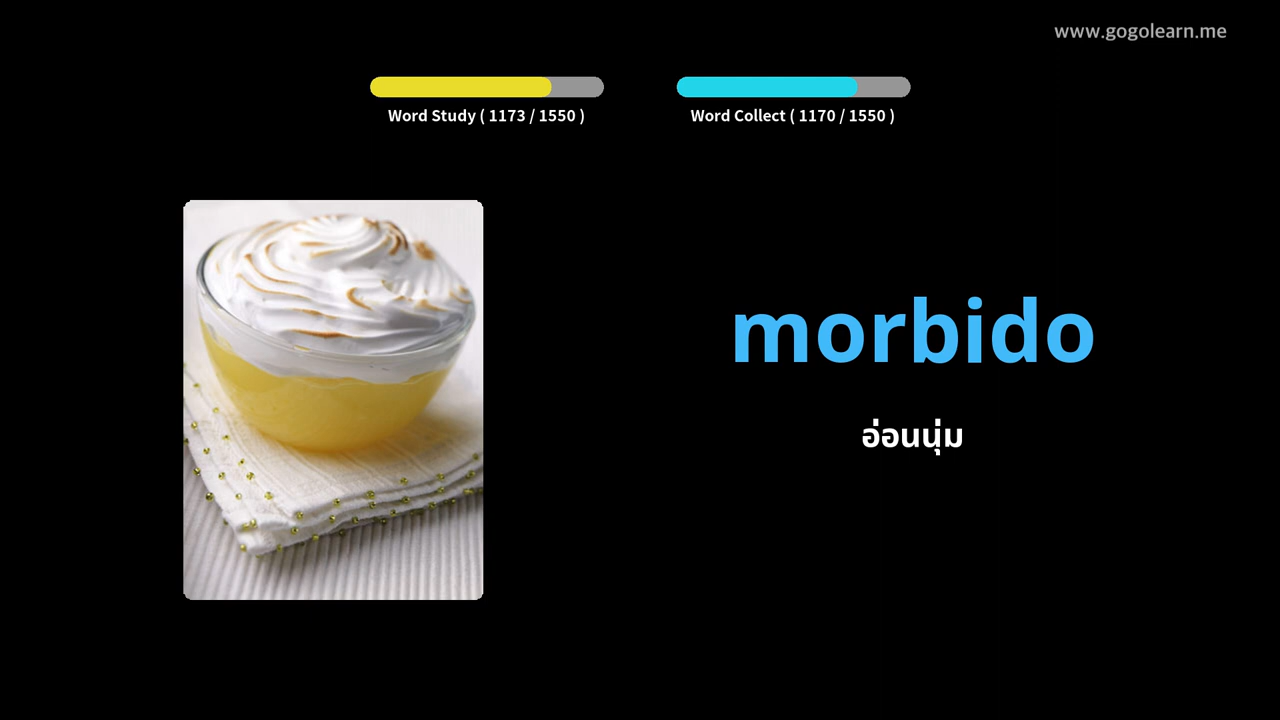 www.gogolearn.me
Word Study ( 1173 / 1550 )
Word Collect ( 1170 / 1550 )
morbido
อ่อนนุ่ม